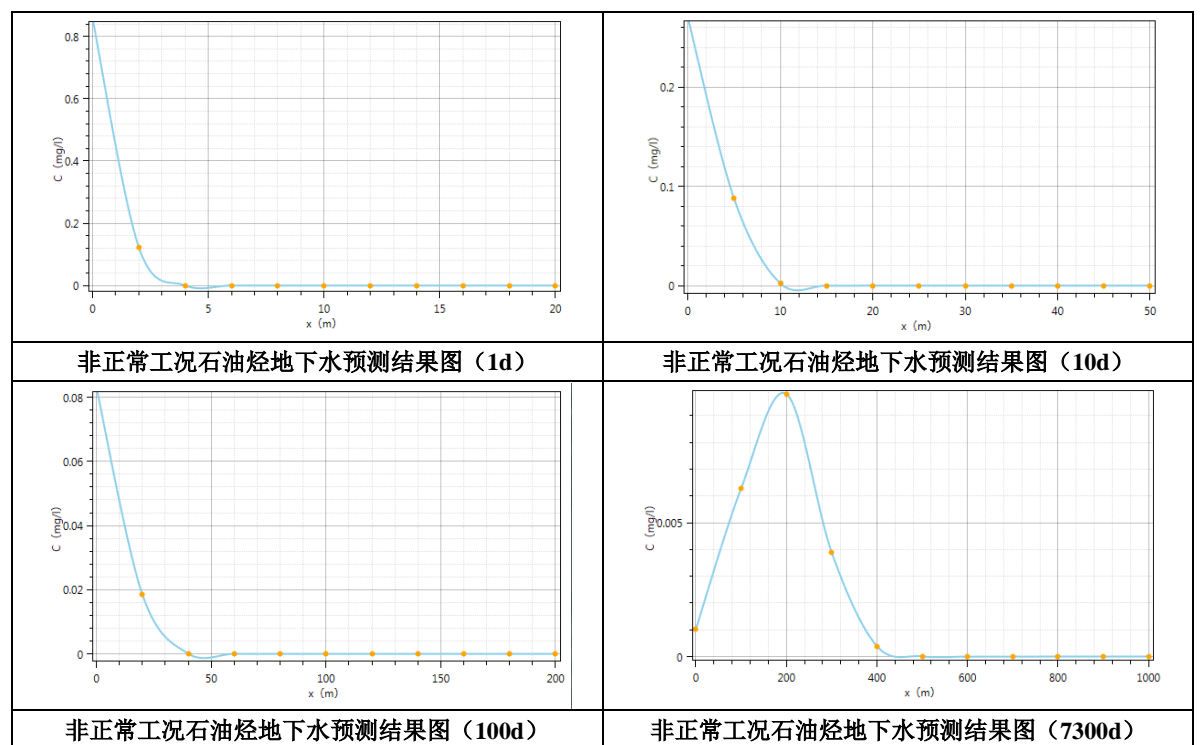 0.8
0.6
0.4
0.2
0
C (mg/l)
0 5 10 15 20
x (m)
0.2
0.1
0
C (mg/l)
0 10 20 30 40 50
x (m)
非正常工况石油烃地下水预测结果图（1d）
非正常工况石油烃地下水预测结果图（10d）
0.08
0.06
0.04
0.02
0
C (mg/l)
0 50 100 150 200
x (m)
0.005
0
C (mg/l)
0 200 400 600 800 1000
x (m)
非正常工况石油烃地下水预测结果图（100d）
非正常工况石油烃地下水预测结果图（7300d）